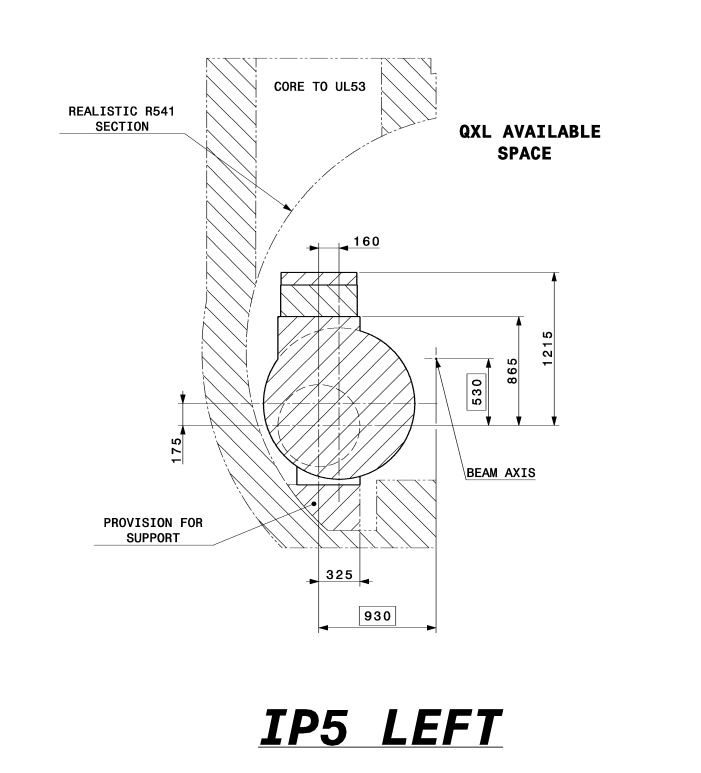 CORE TO UL53
REALISTIC R541
SECTION
QXL AVAILABLE
SPACE
160
1215
865
530
175
BEAM AXIS
PROVISION FOR
SUPPORT
325
930
IP5 LEFT